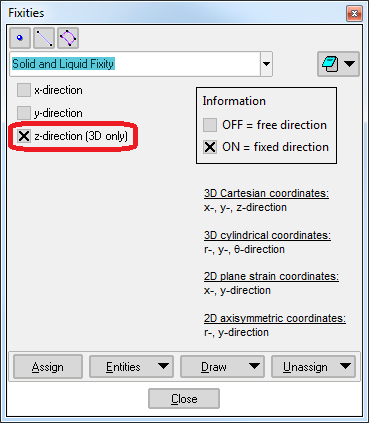 Fixities
Solid and Liquid Fixity
x-direction
y-direction
z-direction (3D only)
Information
OFF = free direction
ON = fixed direction
3D Cartesian coordinates:
x-, y-, z-direction
3D cylindrical coordinates:
r-, y-, θ-direction
2D plane strain coordinates:
x-, y-direction
2D axisymmetric coordinates:
r-, y-direction
Assign Entities Draw Unassign
Close